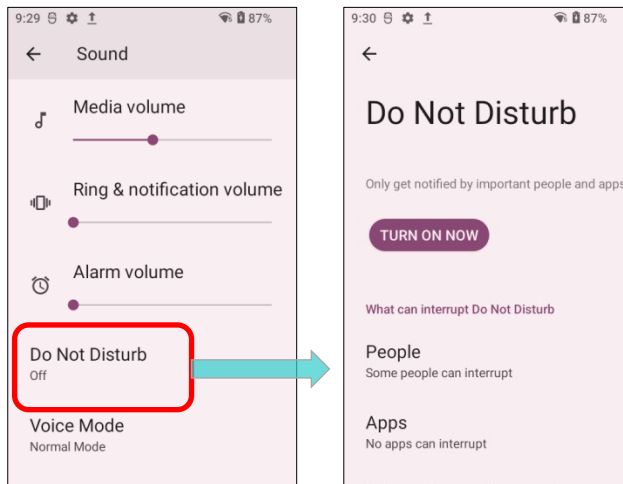 9:29 87%
Sound
Media volume
Ring & notification volume
Alarm volume
Do Not Disturb
Off
Voice Mode
Normal Mode
9:30 87%
Do Not Disturb
Only get notified by important people and apps
TURN ON NOW
What can interrupt Do Not Disturb
People
Some people can interrupt
Apps
No apps can interrupt